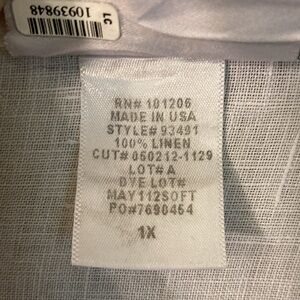 LC
10939848
RN# 101206
MADE IN USA
STYLE# 93491
100% LINEN
CUT# 050212-1129
LOT# A
DYE LOT#
MAY112SOFT
PO#7690454
1X